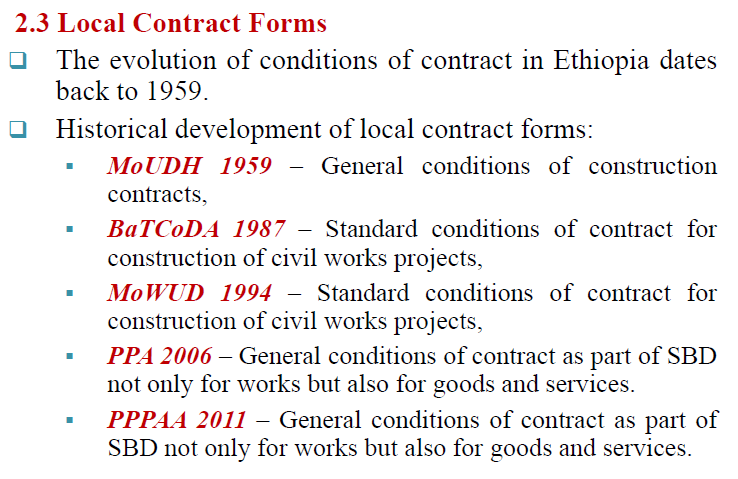 2.3 Local Contract Forms
❑ The evolution of conditions of contract in Ethiopia dates
back to 1959.
❑ Historical development of local contract forms:
▪ MoUDH 1959 – General conditions of construction
contracts,
▪ BaTCoDA 1987 – Standard conditions of contract for
construction of civil works projects,
▪ MoWUD 1994 – Standard conditions of contract for
construction of civil works projects,
▪ PPA 2006 – General conditions of contract as part of SBD
not only for works but also for goods and services.
▪ PPPAA 2011 – General conditions of contract as part of
SBD not only for works but also for goods and services.